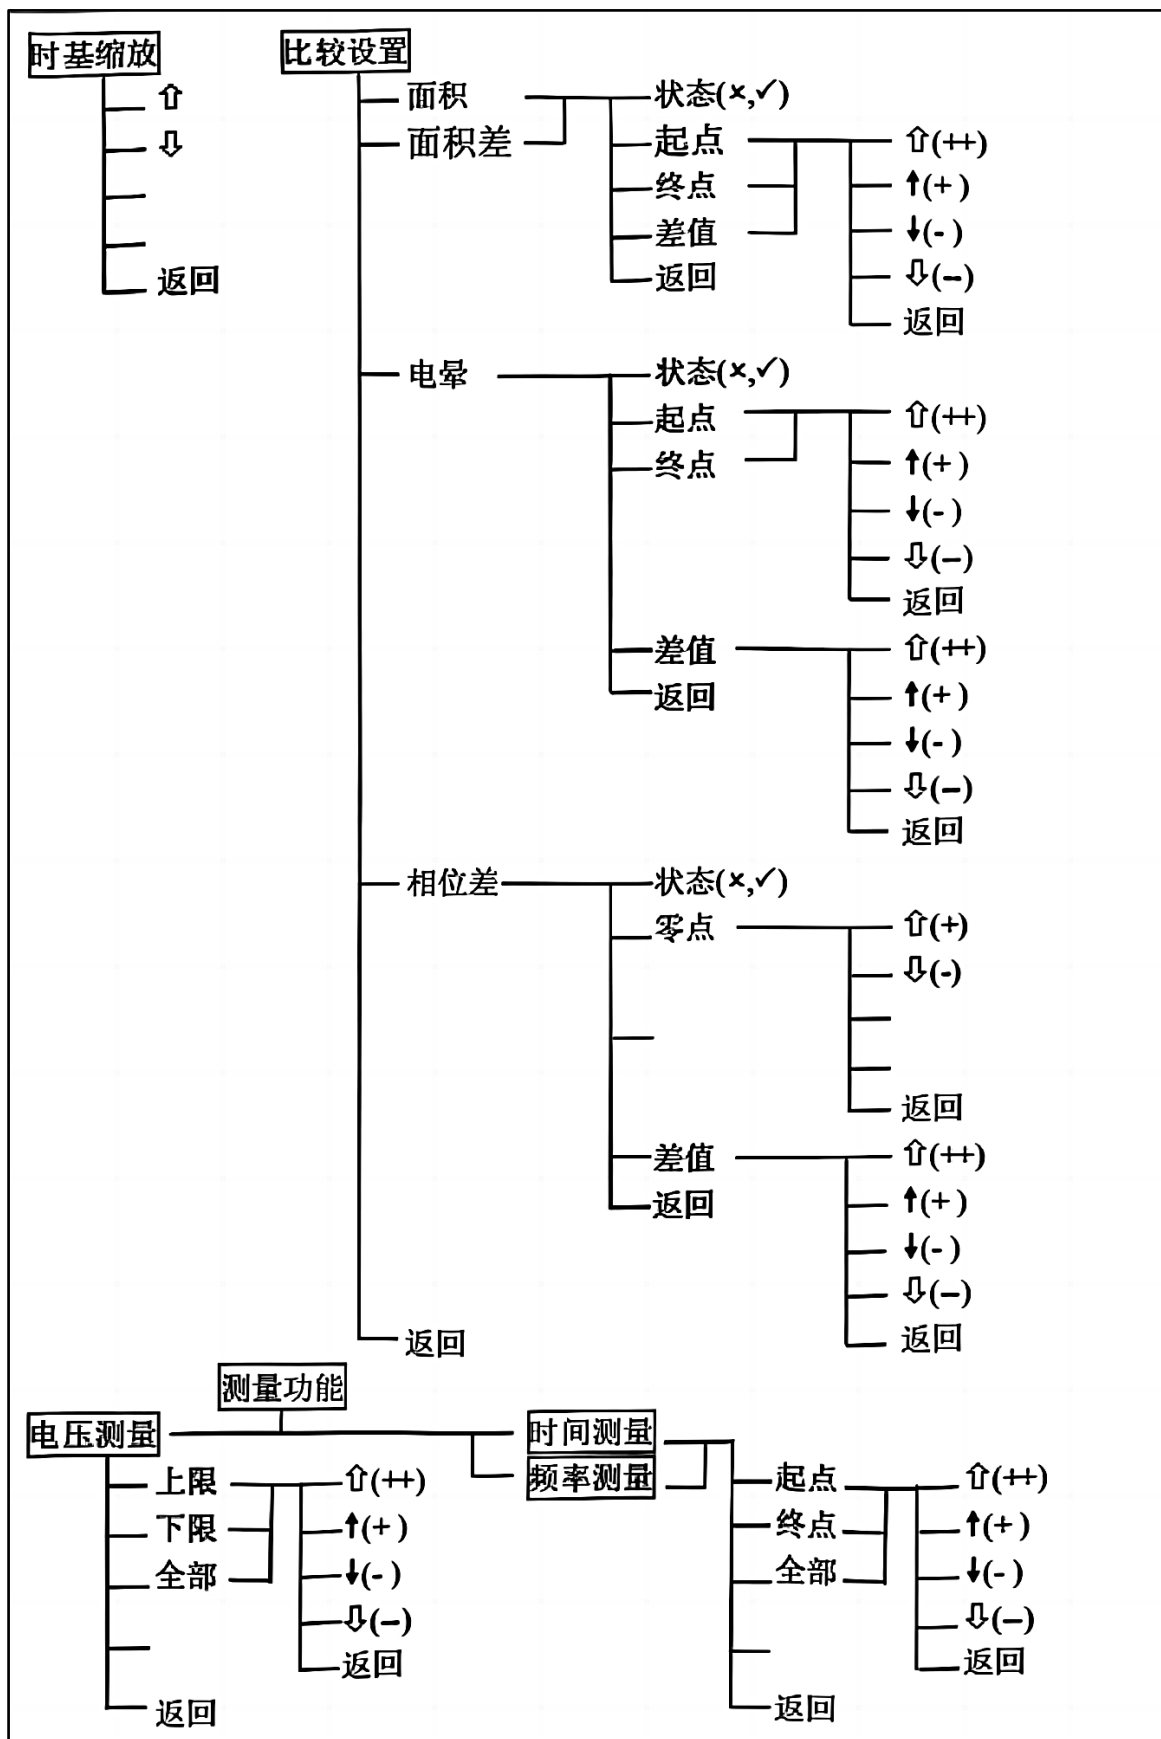 时基缩放
⇧
⇩
返回
比较设置
面积
面积差
状态(×,✓)
起点
终点
差值
返回
⇧(++)
↑(+)
↓(-)
⇩(--)
返回
电晕
状态(×,✓)
起点
终点
⇧(++)
↑(+)
↓(-)
⇩(--)
返回
差值
返回
⇧(++)
↑(+)
↓(-)
⇩(--)
返回
相位差
状态(×,✓)
零点
⇧(+)
⇩(-)
返回
差值
返回
⇧(++)
↑(+)
↓(-)
⇩(--)
返回
返回
测量功能
电压测量
上限
下限
全部
返回
⇧(++)
↑(+)
↓(-)
⇩(--)
返回
时间测量
频率测量
起点
终点
全部
返回
⇧(++)
↑(+)
↓(-)
⇩(--)
返回